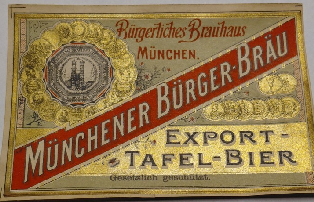 Bürgerliches Brauhaus
MÜNCHEN.
MÜNCHENER BÜRGER-BRÄU
EXPORT-
TAFEL-BIER
Gesetzlich geschützt.